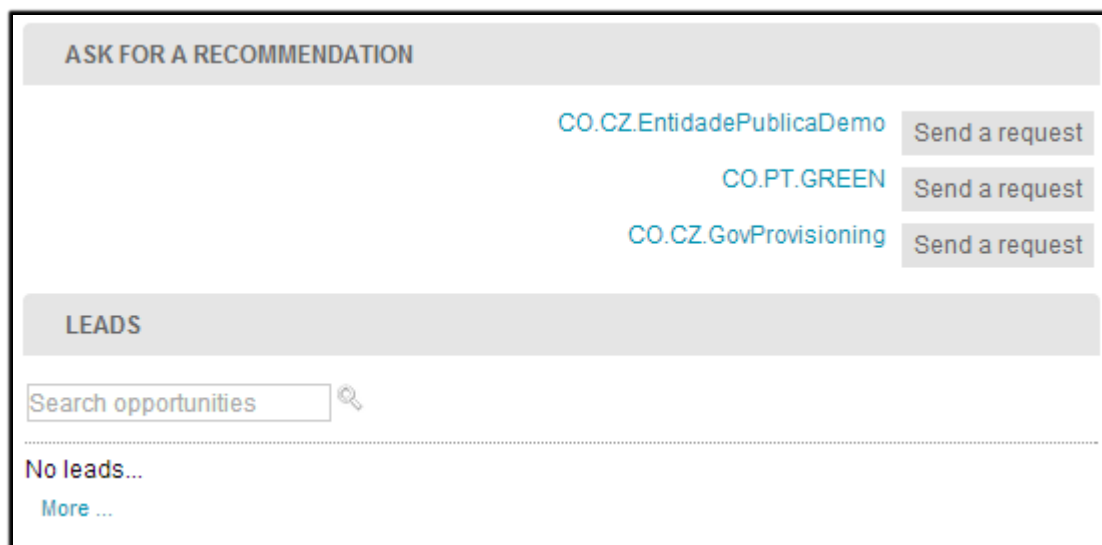 ASK FOR A RECOMMENDATION
CO.CZ.EntidadePublicaDemo Send a request
CO.PT.GREEN Send a request
CO.CZ.GovProvisioning Send a request
LEADS
Search opportunities
No leads...
More ...